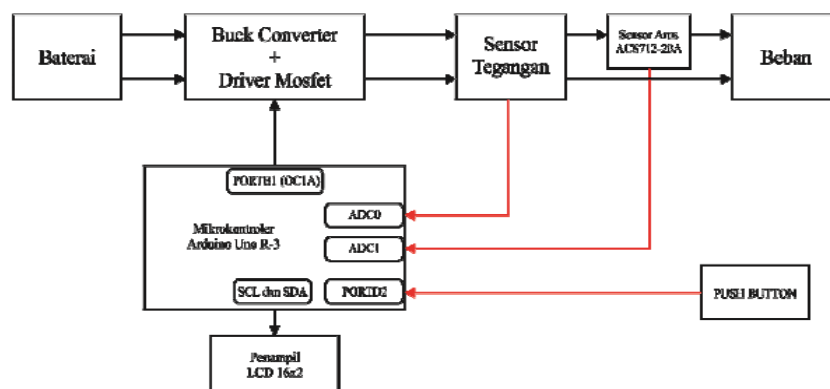 Baterai
Buck Converter
+
Driver Mosfet
Sensor
Tegangan
Sensor Arus
ACS712-20A
Beban
PORTB1 (OC1A)
Mikrokontroler
Arduino Uno R-3
ADC0
ADC1
SCL dan SDA
PORTD2
PUSH BUTTON
Penampil
LCD 16x2